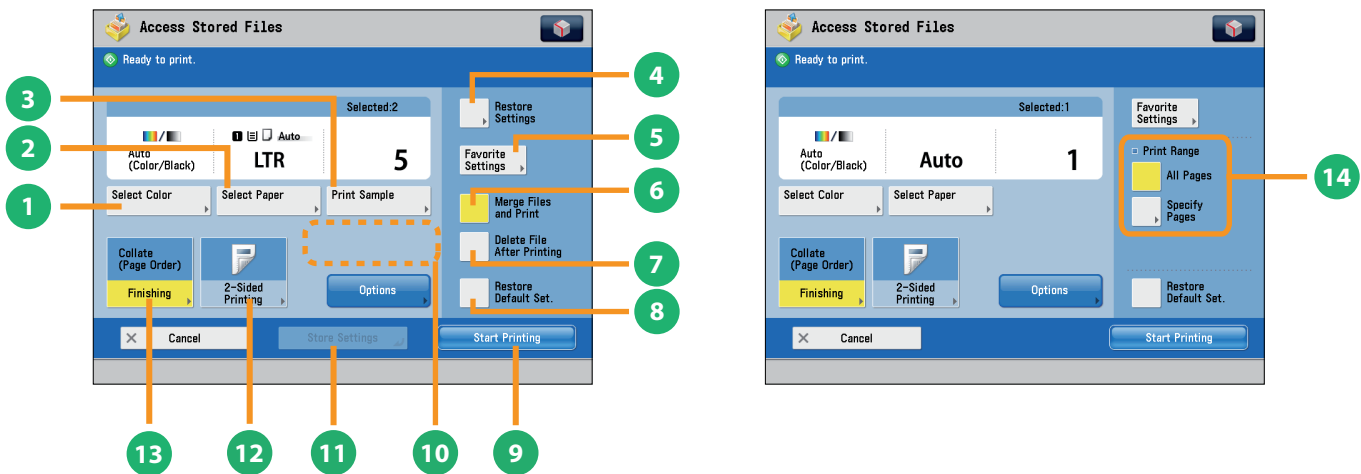 Access Stored Files
Ready to print.
Selected:2
Auto
(Color/Black)
1 Auto
LTR
5
Select Color
Select Paper
Print Sample
Collate
(Page Order)
Finishing
2-Sided
Printing
Options
Restore
Settings
Favorite
Settings
Merge Files
and Print
Delete File
After Printing
Restore
Default Set.
Cancel
Store Settings
Start Printing
1
2
3
4
5
6
7
8
9
10
11
12
13
Access Stored Files
Ready to print.
Selected:1
Auto
(Color/Black)
Auto
1
Select Color
Select Paper
Collate
(Page Order)
Finishing
2-Sided
Printing
Options
Favorite
Settings
Print Range
All Pages
Specify
Pages
Restore
Default Set.
Cancel
Start Printing
14